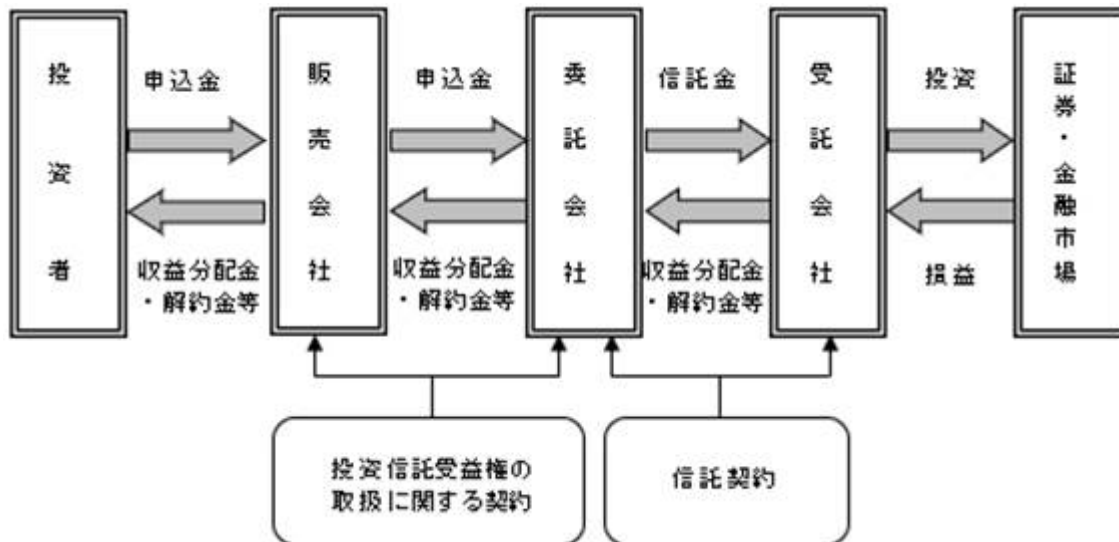 投資者
申込金
収益分配金
・解約金等
販売会社
申込金
収益分配金
・解約金等
委託会社
信託金
収益分配金
・解約金等
受託会社
投資
損益
証券・金融市場
投資信託受益権の
取扱に関する契約
信託契約